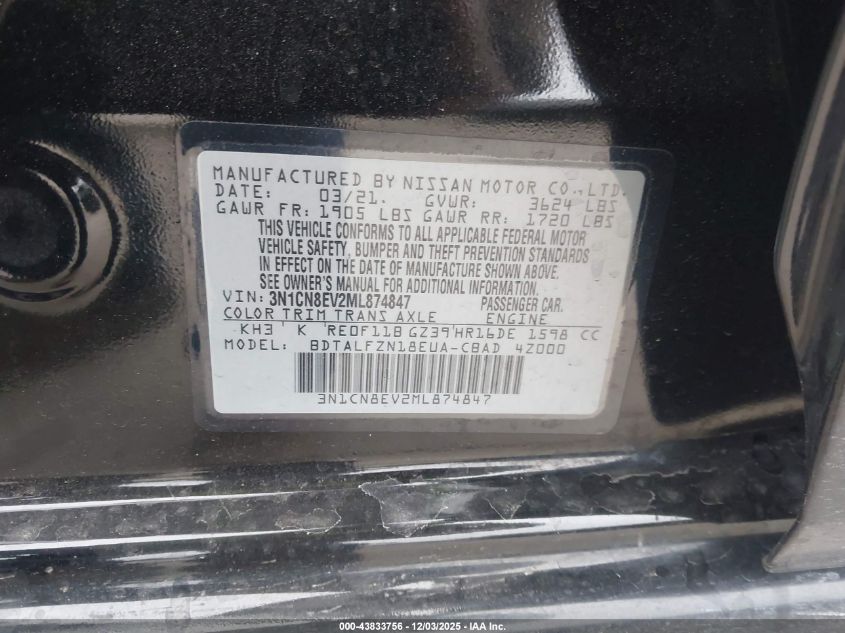 MANUFACTURED BY NISSAN MOTOR CO.,LTD.
DATE: 03/21. GVWR: 3624 LBS
GAWR FR: 1905 LBS GAWR RR: 1720 LBS
THIS VEHICLE CONFORMS TO ALL APPLICABLE FEDERAL MOTOR
VEHICLE SAFETY, BUMPER AND THEFT PREVENTION STANDARDS
IN EFFECT ON THE DATE OF MANUFACTURE SHOWN ABOVE.
SEE OWNER'S MANUAL FOR ADDITIONAL INFORMATION.
VIN: 3N1CN8EV2ML874847 PASSENGER CAR.
COLOR TRIM TRANS AXLE ENGINE
KH3 K RE0F11B GZ39 HR16DE 1598 CC
MODEL: BDTALFZN18EUA-CBAD 4Z000
3N1CN8EV2ML874847
000-43833756 - 12/03/2025 - © IAA Inc.